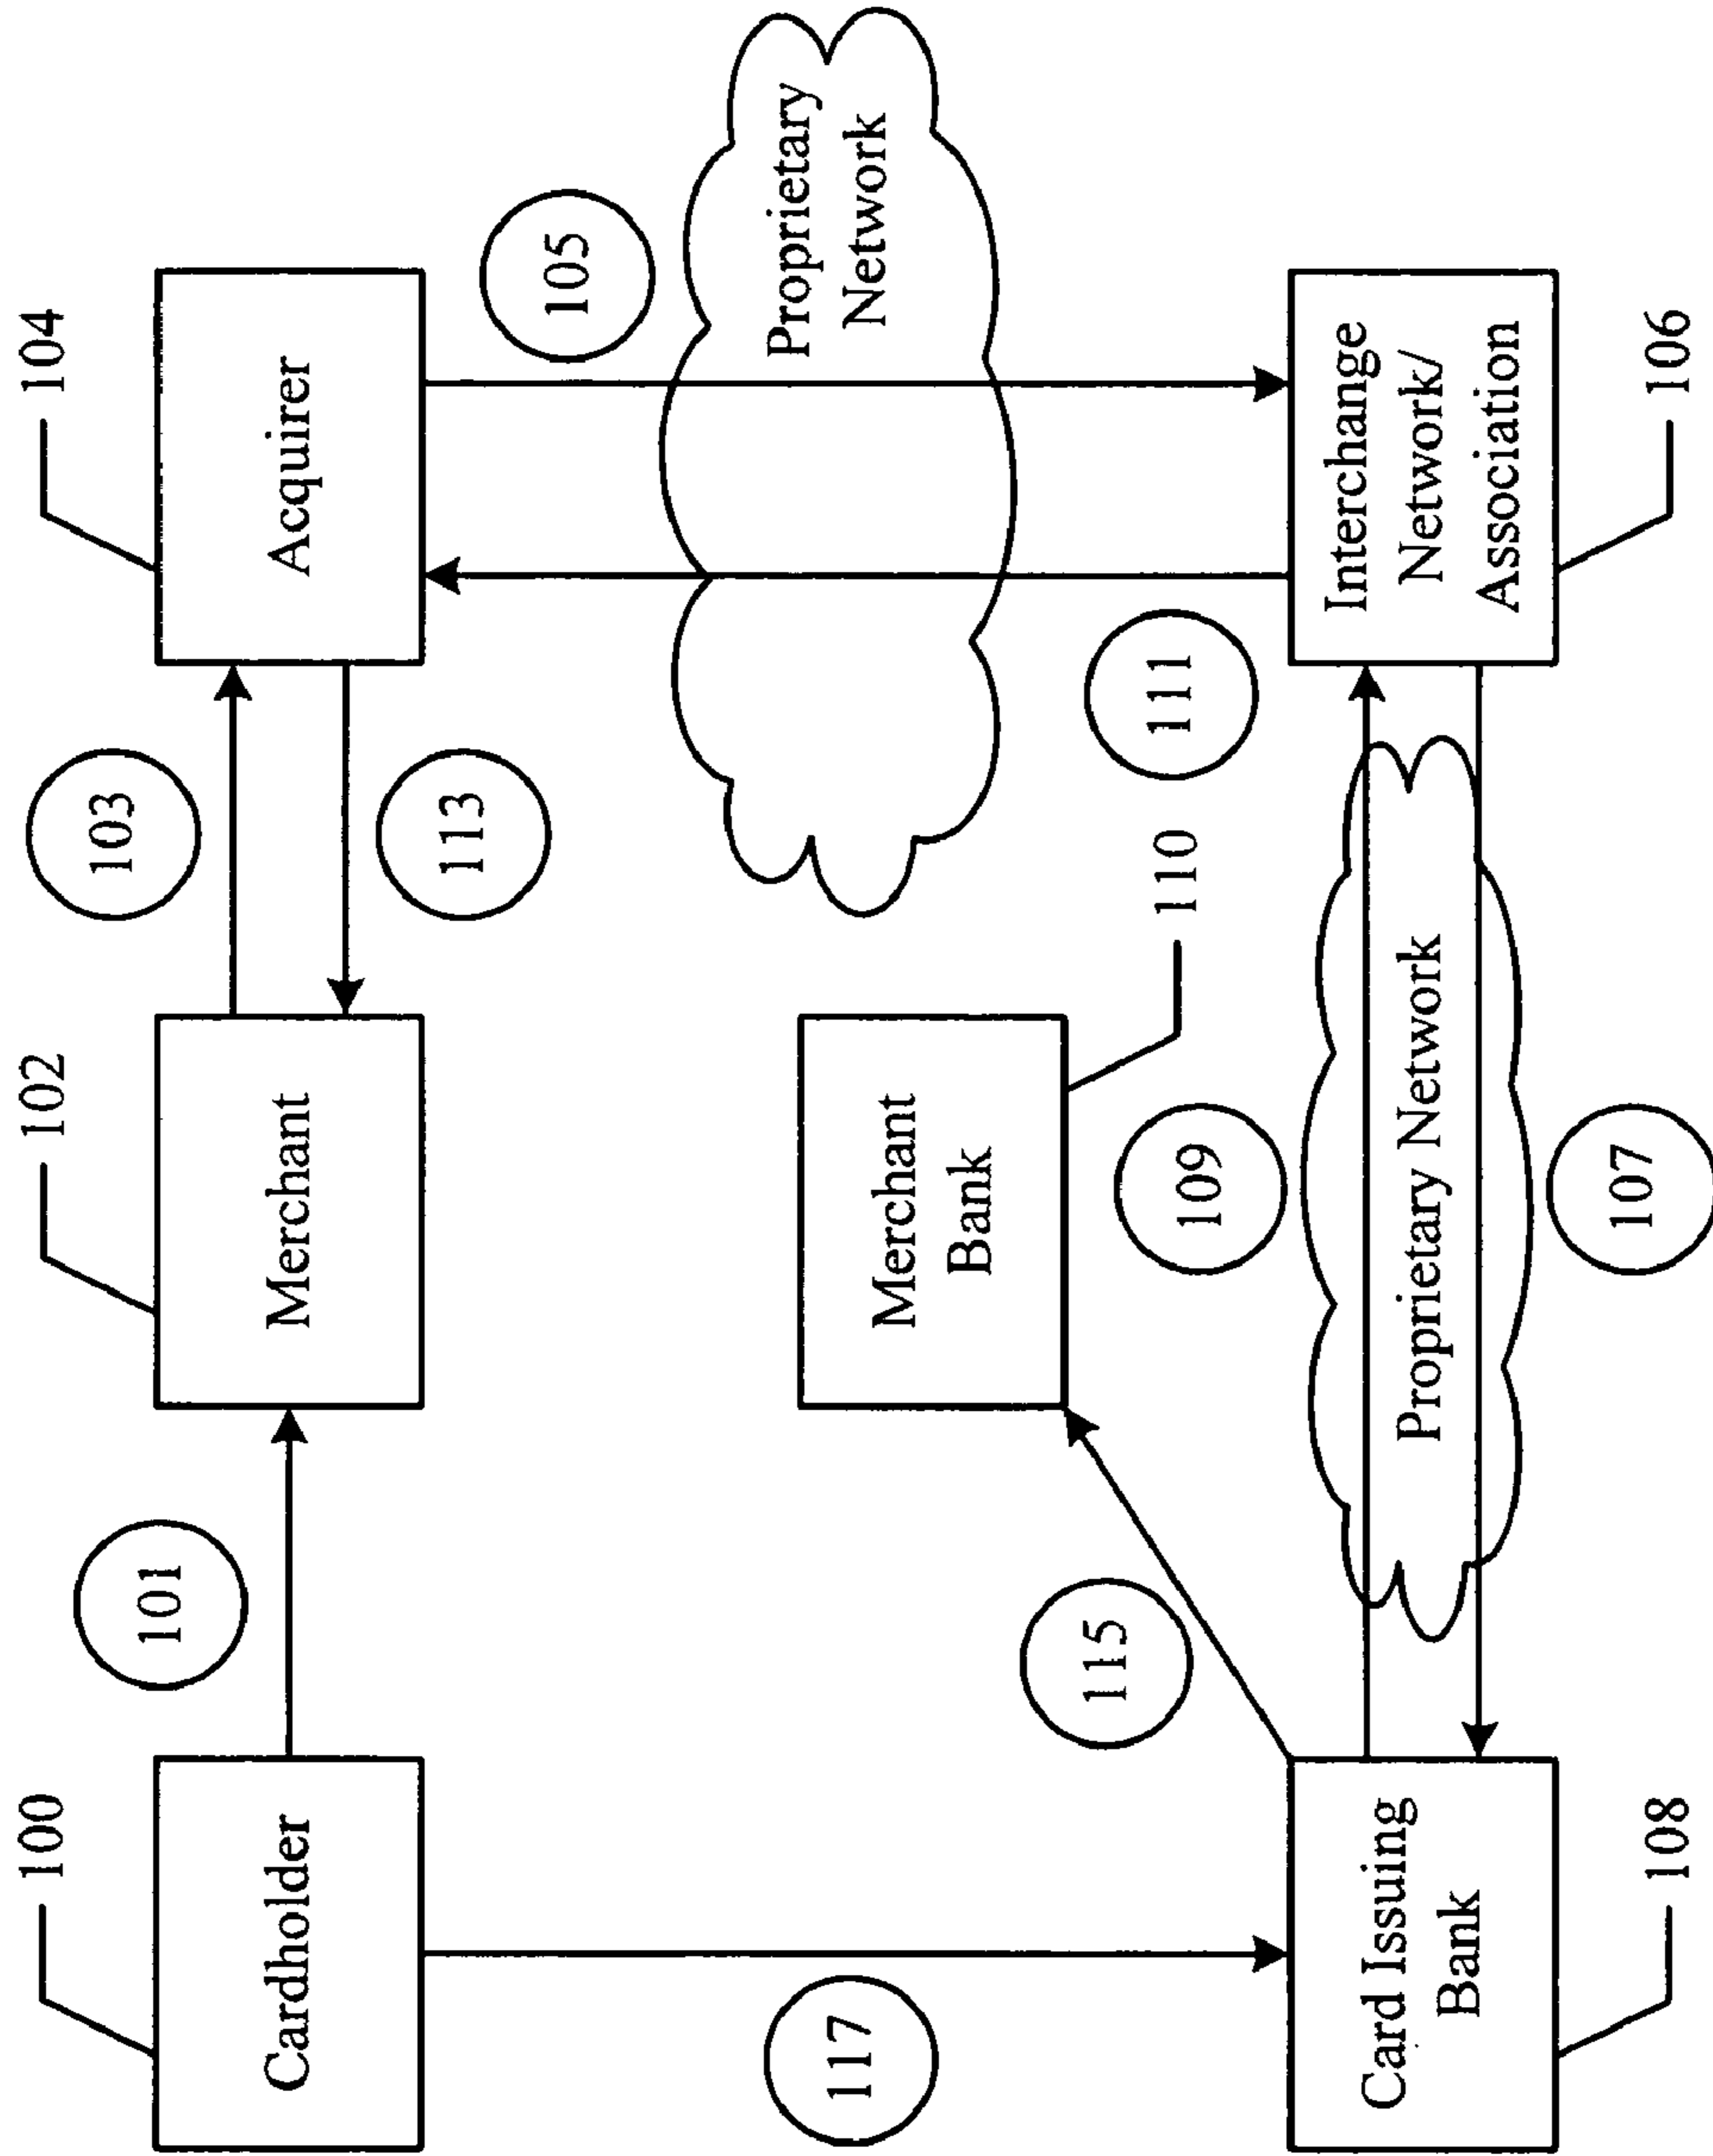 100
Cardholder
101
102
Merchant
103
113
104
Acquirer
105
Proprietary
Network
117
115
Merchant
Bank
110
111
109
Card Issuing
Bank
108
Proprietary Network
107
Interchange
Network/
Association
106